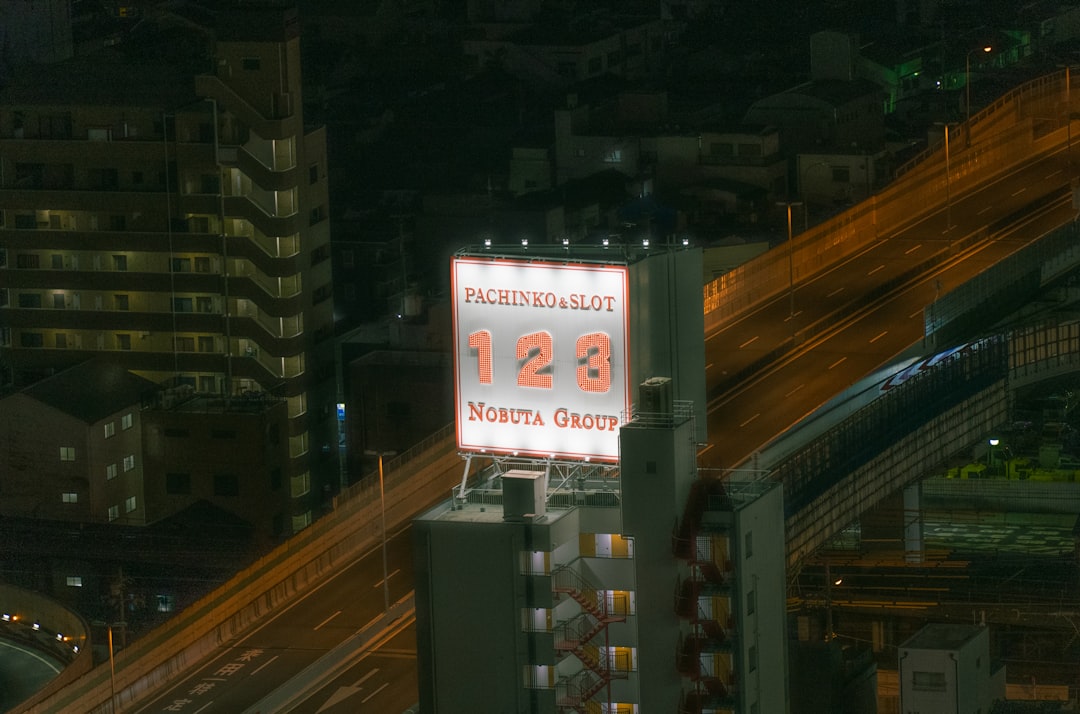 PACHINKO & SLOT
123
NOBUTA GROUP